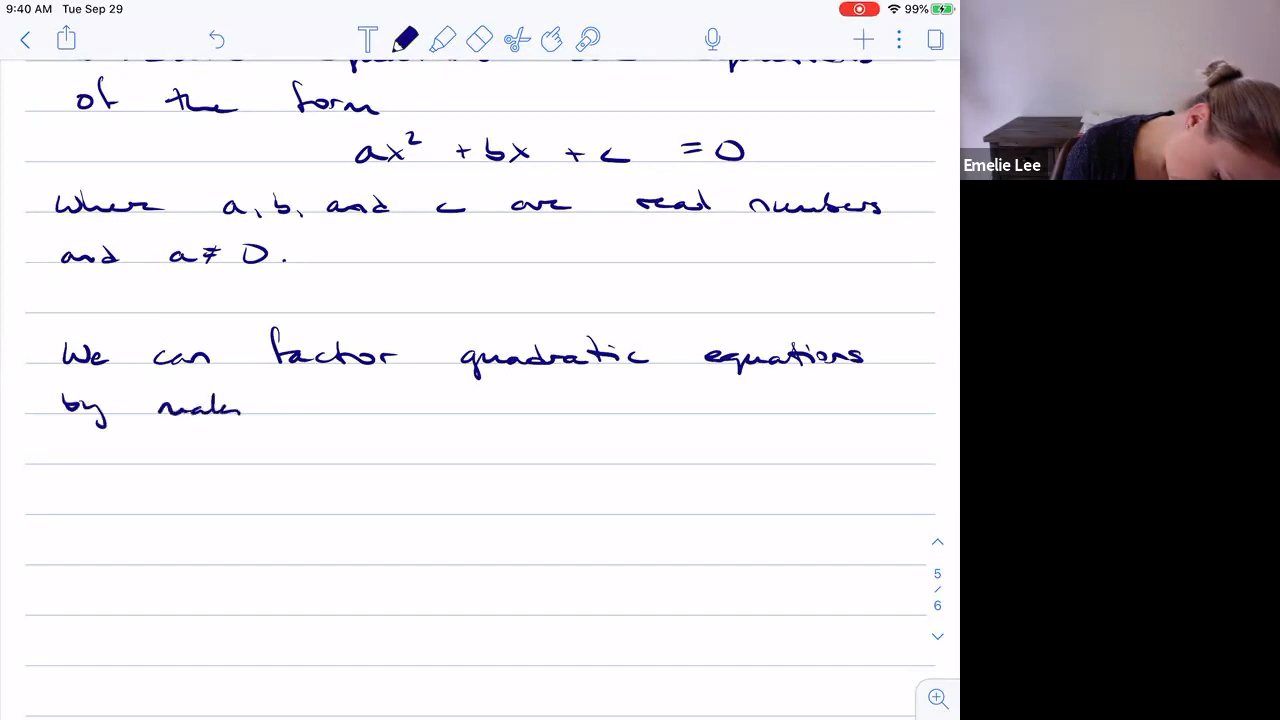 9:40 AM Tue Sep 29
99%
of the form
ax² + bx + c = 0
where a, b, and c are real numbers
and a ≠ 0.
We can factor quadratic equations
by
5
6
Emelie Lee